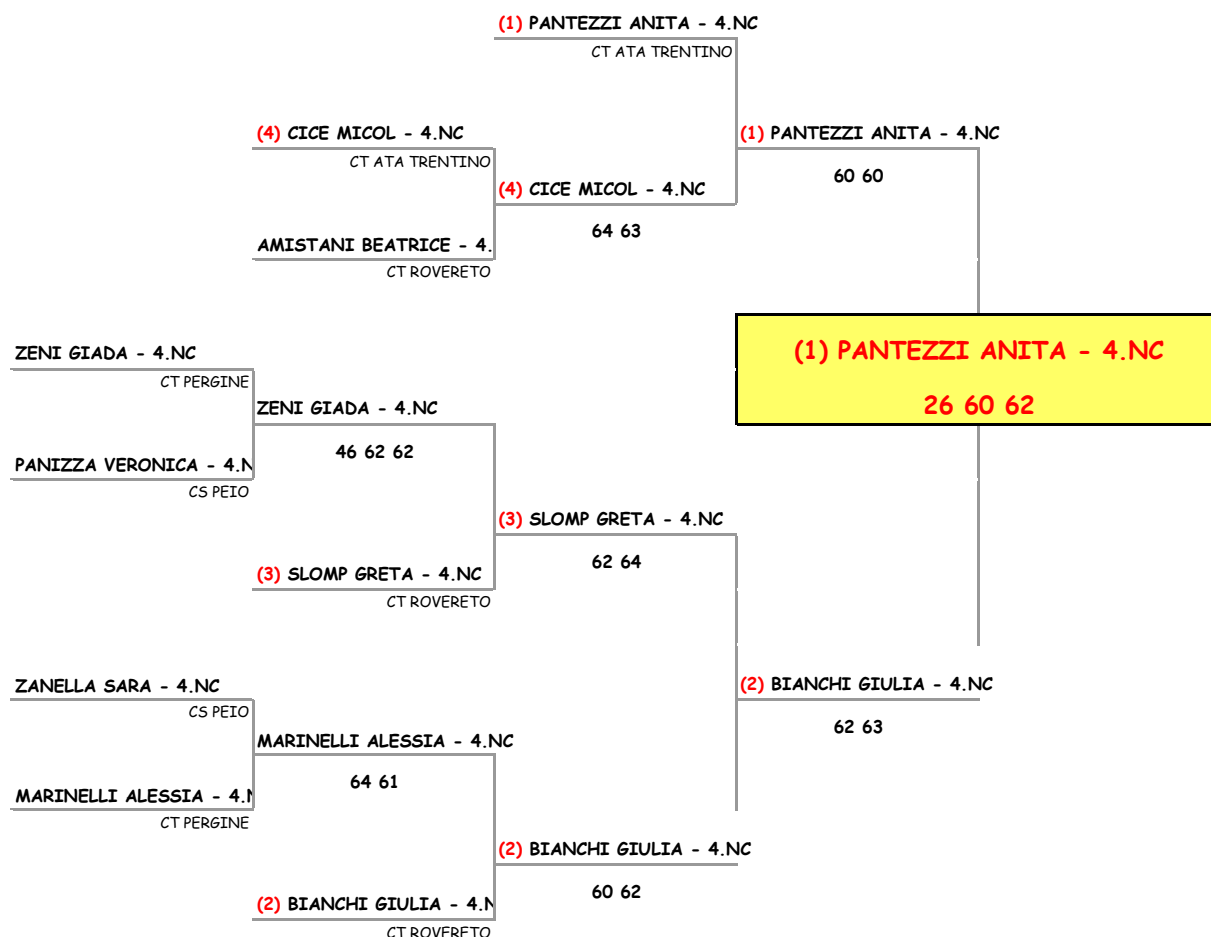 (1) PANTEZZI ANITA - 4.NC
CT ATA TRENTINO
(4) CICE MICOL - 4.NC
(1) PANTEZZI ANITA - 4.NC
CT ATA TRENTINO
60 60
(4) CICE MICOL - 4.NC
64 63
AMISTANI BEATRICE - 4.
CT ROVERETO
(1) PANTEZZI ANITA - 4.NC
26 60 62
ZENI GIADA - 4.NC
CT PERGINE
ZENI GIADA - 4.NC
46 62 62
PANIZZA VERONICA - 4.N
CS PEIO
(3) SLOMP GRETA - 4.NC
62 64
(3) SLOMP GRETA - 4.NC
CT ROVERETO
ZANELLA SARA - 4.NC
CS PEIO
(2) BIANCHI GIULIA - 4.NC
62 63
MARINELLI ALESSIA - 4.NC
64 61
MARINELLI ALESSIA - 4.N
CT PERGINE
(2) BIANCHI GIULIA - 4.NC
60 62
(2) BIANCHI GIULIA - 4.N
CT ROVERETO